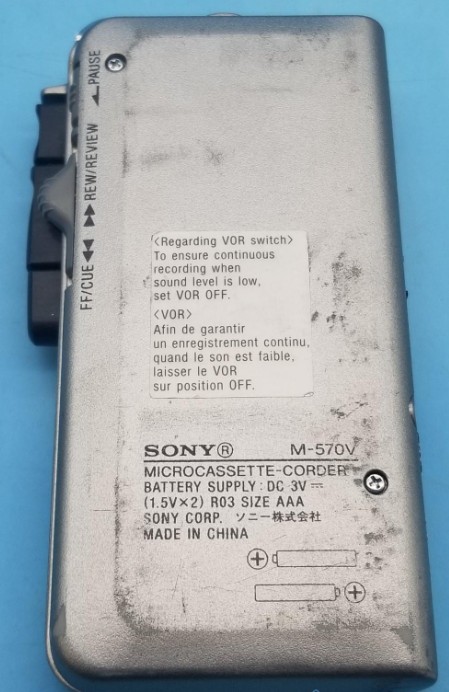 PAUSE
FF/CUE ◀◀ ▶▶ REW/REVIEW
<Regarding VOR switch>
To ensure continuous
recording when
sound level is low,
set VOR OFF.
<VOR>
Afin de garantir
un enregistrement continu,
quand le son est faible,
laisser le VOR
sur position OFF.
SONY® M-570V
MICROCASSETTE-CORDER
BATTERY SUPPLY : DC 3V ⎓
(1.5V×2) R03 SIZE AAA
SONY CORP. ソニー株式会社
MADE IN CHINA